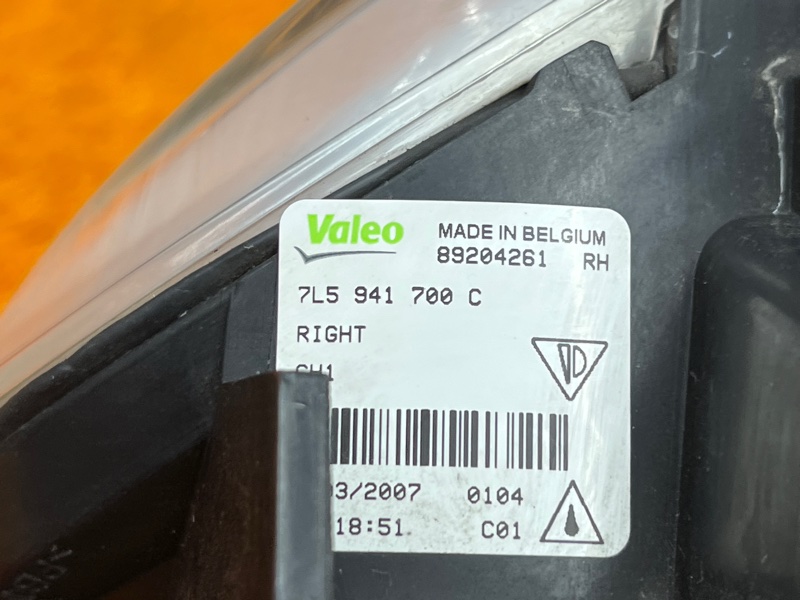 Valeo MADE IN BELGIUM
89204261 RH
7L5 941 700 C
RIGHT
03/2007 0104
18:51 C01